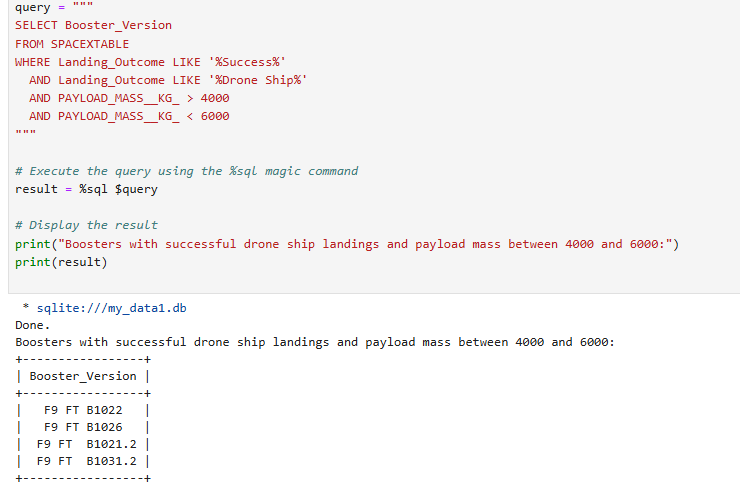 query = """
SELECT Booster_Version
FROM SPACEXTABLE
WHERE Landing_Outcome LIKE '%Success%'
  AND Landing_Outcome LIKE '%Drone Ship%'
  AND PAYLOAD_MASS__KG_ > 4000
  AND PAYLOAD_MASS__KG_ < 6000
"""
# Execute the query using the %sql magic command
result = %sql $query
# Display the result
print("Boosters with successful drone ship landings and payload mass between 4000 and 6000:")
print(result)
 * sqlite:///my_data1.db
Done.
Boosters with successful drone ship landings and payload mass between 4000 and 6000:
+-----------------+
| Booster_Version |
+-----------------+
|   F9 FT B1022   |
|   F9 FT B1026   |
|  F9 FT  B1021.2 |
|  F9 FT  B1031.2 |
+-----------------+